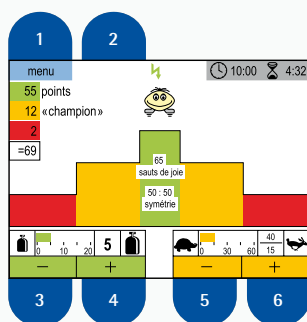 1 2
menu 10:00 4:32
55 points
12 «champion»
2
=69
65
sauts de joie
50 : 50
symétrie
0 10 20 5
0 30 60 40
15
− + − +
3 4 5 6